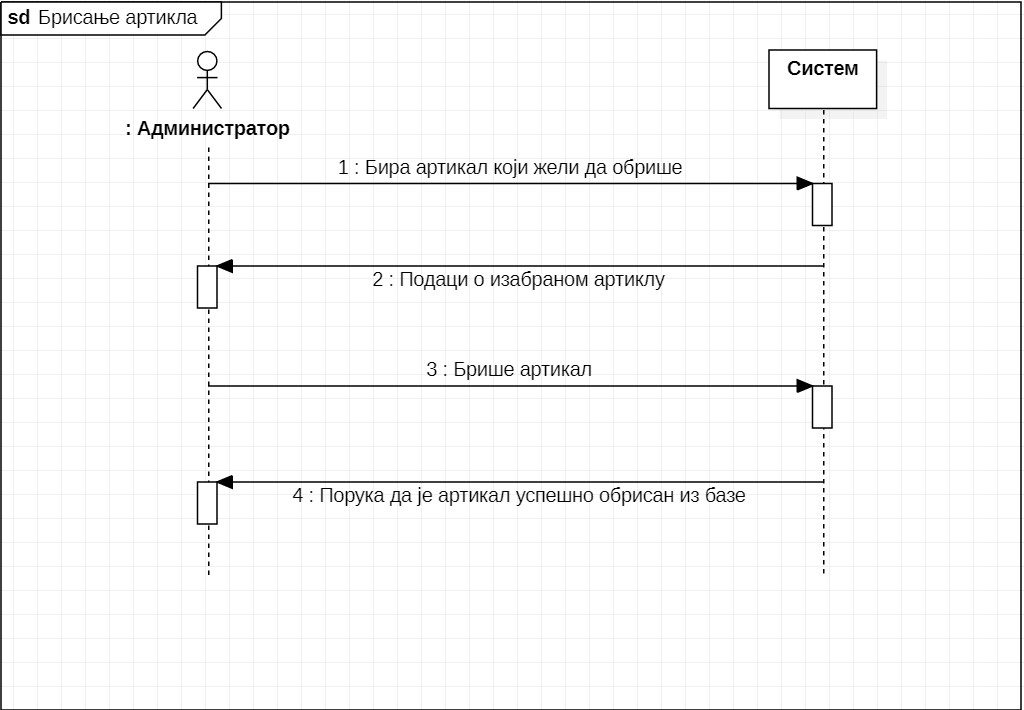 sd Брисање артикла
Систем
: Администратор
1 : Бира артикал који жели да обрише
2 : Подаци о изабраном артиклу
3 : Брише артикал
4 : Порука да је артикал успешно обрисан из базе